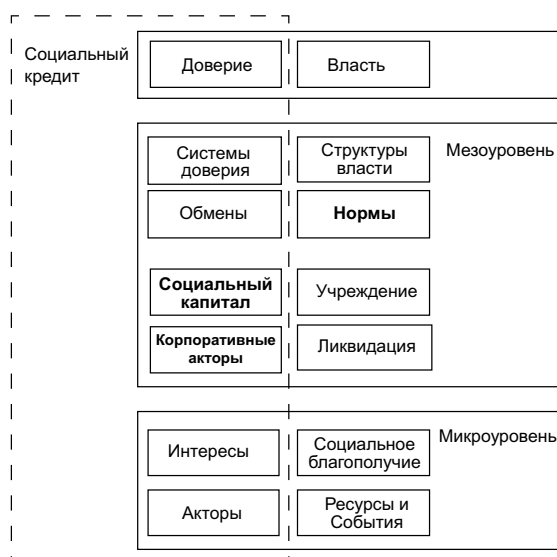 Социальный
кредит
Доверие
Власть
Системы
доверия
Структуры
власти
Мезоуровень
Обмены
Нормы
Социальный
капитал
Учреждение
Корпоративные
акторы
Ликвидация
Интересы
Социальное
благополучие
Микроуровень
Акторы
Ресурсы и
События